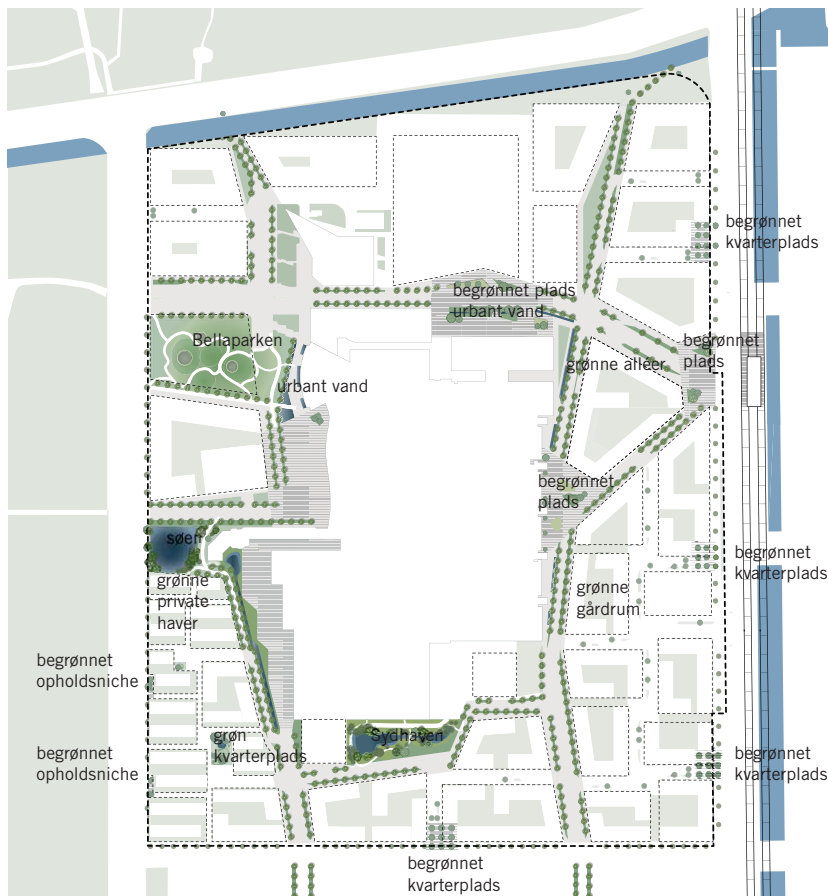 begrønnet
kvarterplads
begrønnet plads
urbant vand
Bellaparken
begrønnet
plads
grønne alléer
urbant vand
begrønnet
plads
søen
begrønnet
kvarterplads
grønne
private
haver
grønne
gårdrum
begrønnet
opholdsniche
grøn
kvarterplads
Sydhaven
begrønnet
opholdsniche
begrønnet
kvarterplads
begrønnet
kvarterplads